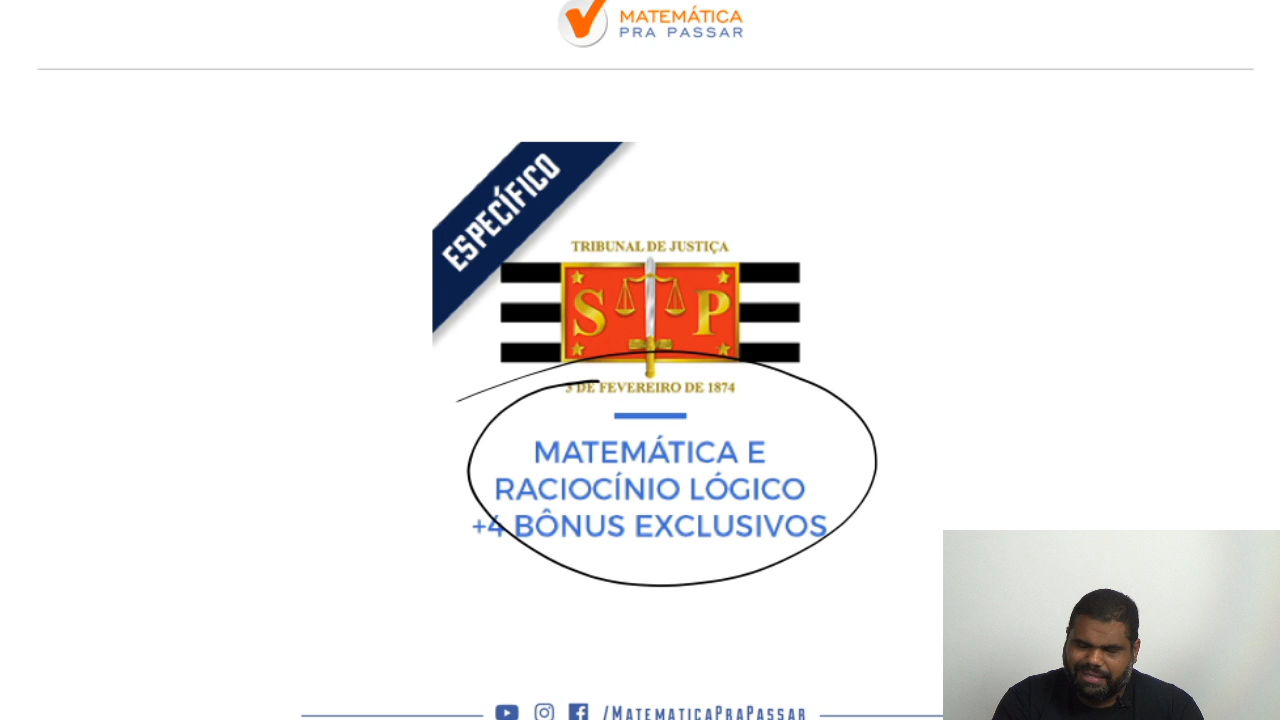 MATEMÁTICA
PRA PASSAR
ESPECÍFICO
TRIBUNAL DE JUSTIÇA
S P
3 DE FEVEREIRO DE 1874
MATEMÁTICA E
RACIOCÍNIO LÓGICO
+4 BÔNUS EXCLUSIVOS
/MATEMATICAPRAPASSAR